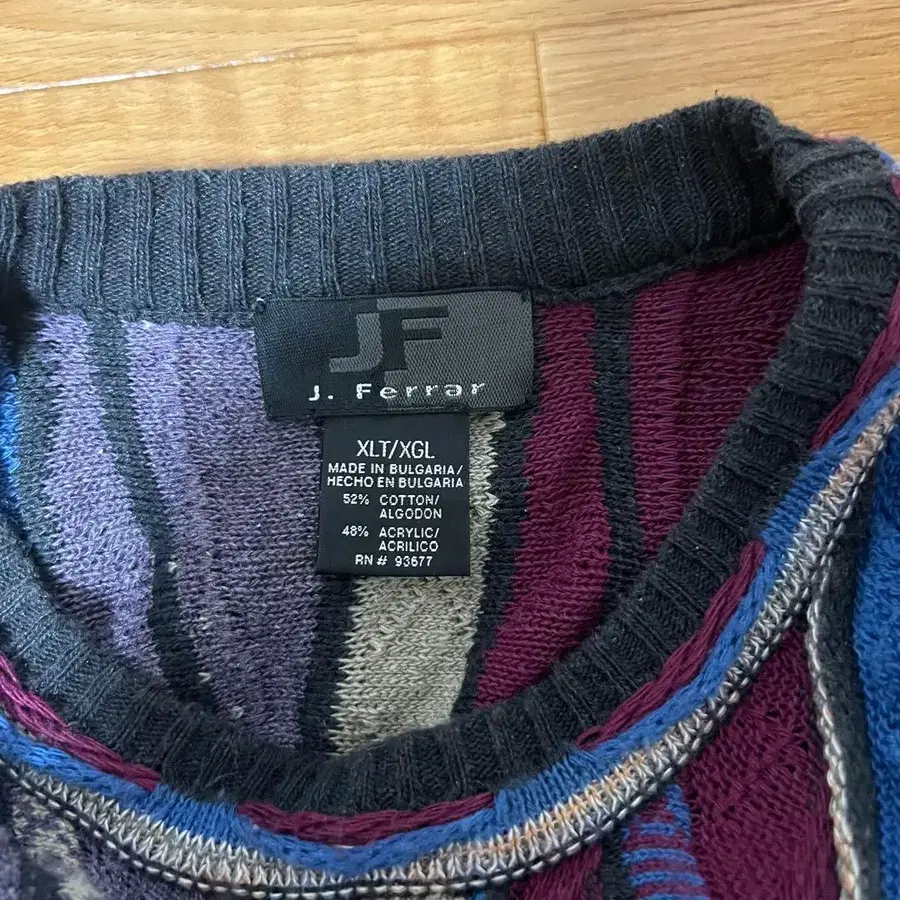 JF
J. Ferrar
XLT/XGL
MADE IN BULGARIA/
HECHO EN BULGARIA
52% COTTON/
ALGODON
48% ACRYLIC/
ACRILICO
RN # 93677